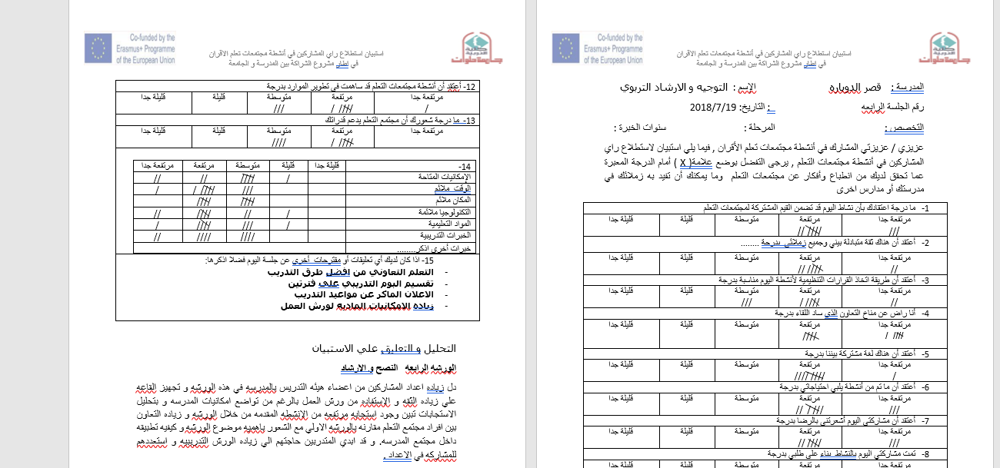 Co-funded by the
Erasmus+ Programme
of the European Union
استبيان استطلاع راي المشاركين في أنشطة مجتمعات تعلم الاقران
في إطار مشروع الشراكة بين المدرسة و الجامعة
المدرسة : قصر الدوباره الإسم : التوجيه و الارشاد التربوي
رقم الجلسة الرابعه : التاريخ: 2018/7/19
التخصص : المرحلة : سنوات الخبرة :
عزيزي / عزيزتي المشارك في أنشطة مجتمعات تعلم الأقران , فيما يلي استبيان لاستطلاع راي
المشاركين في أنشطة مجتمعات التعلم , يرجى التفضل بوضع علامة( X ) أمام الدرجة المعبرة
عما تحقق لديك من انطباع وأفكار عن مجتمعات التعلم وما يمكنك أن تفيد به زملائك في
مدرستك أو مدارس اخرى
1- ما درجة اعتقادك بأن نشاط اليوم قد تضمن القيم المشتركة لمجتمعات التعلم
مرتفعة جدا مرتفعة متوسطة قليلة قليلة جدا
2- أعتقد أن هناك ثقة متبادلة بيني وجميع زملائي بدرجة ........
مرتفعة جدا مرتفعة متوسطة قليلة قليلة جدا
3- أعتقد أن طريقة اتخاذ القرارات التنظيمية لأنشطة اليوم مناسبة بدرجة
مرتفعة جدا مرتفعة متوسطة قليلة قليلة جدا
4- أنا راض عن مناخ التعاون الذي ساد اللقاء بدرجة
مرتفعة جدا مرتفعة متوسطة قليلة قليلة جدا
5- أعتقد أن هناك لغة مشتركة بيننا بدرجة
مرتفعة جدا مرتفعة متوسطة قليلة قليلة جدا
6- أعتقد أن ما تم من أنشطة يلبي احتياجاتي بدرجة
مرتفعة جدا مرتفعة متوسطة قليلة قليلة جدا
7- أعتقد أن مشاركتي اليوم أشعرتني بالرضا بدرجة
مرتفعة جدا مرتفعة متوسطة قليلة قليلة جدا
8- تمت مشاركتي اليوم بالنشاط بناء على طلبي بدرجة
مرتفعة جدا مرتفعة متوسطة قليلة قليلة جدا
Co-funded by the
Erasmus+ Programme
of the European Union
استبيان استطلاع راي المشاركين في أنشطة مجتمعات تعلم الاقران
في إطار مشروع الشراكة بين المدرسة و الجامعة
12- أعتقد أن أنشطة مجتمعات التعلم قد ساهمت في تطوير الموارد بدرجة
مرتفعة جدا مرتفعة متوسطة قليلة قليلة جدا
13- ما درجة شعورك أن مجتمع التعلم يدعم قدراتك
مرتفعة جدا مرتفعة متوسطة قليلة قليلة جدا
14- قليلة جدا قليلة متوسطة مرتفعة مرتفعة جدا
الإمكانيات المتاحة
الوقت ملائم
المكان ملائم
التكنولوجيا ملائمة
المواد التعليمية
الخبرات التدريبية
خبرات أخرى اذكر........
15- اذا كان لديك أي تعليقات أو مقترحات أخري عن جلسة اليوم فضلا اذكرها:
- التعلم التعاوني من افضل طرق التدريب
- تقسيم اليوم التدريبي علي فترتين
- الاعلان الماكر عن مواعيد التدريب
- زيادة الامكانيات الماديه لورش العمل
التحليل و التعليق علي الاستبيان
الورشه الرابعه النصح و الارشاد
دل زياده اعداد المشاركين من اعضاء هيئه التدريس بالمدرسه في هذه الورشه و تجهيز القاعه
علي زياده الثقه و الإستفاده من ورش العمل بالرغم من تواضع امكانيات المدرسه و بتحليل
الاستجابات تبين وجود استجابه مرتفعه من الإنشطه المقدمه من خلال الورشه و زياده التعاون
بين افراد مجتمع التعلم مقارنه بالورشه الاولي مع الشعور باهميه موضوع الورشه و كيفيه تطبيقه
داخل مجتمع المدرسه. و قد ابدي المتدربين حاجتهم الي زياده الورش التدريبيه و استعددهم
للمشاركه في الاعداد .